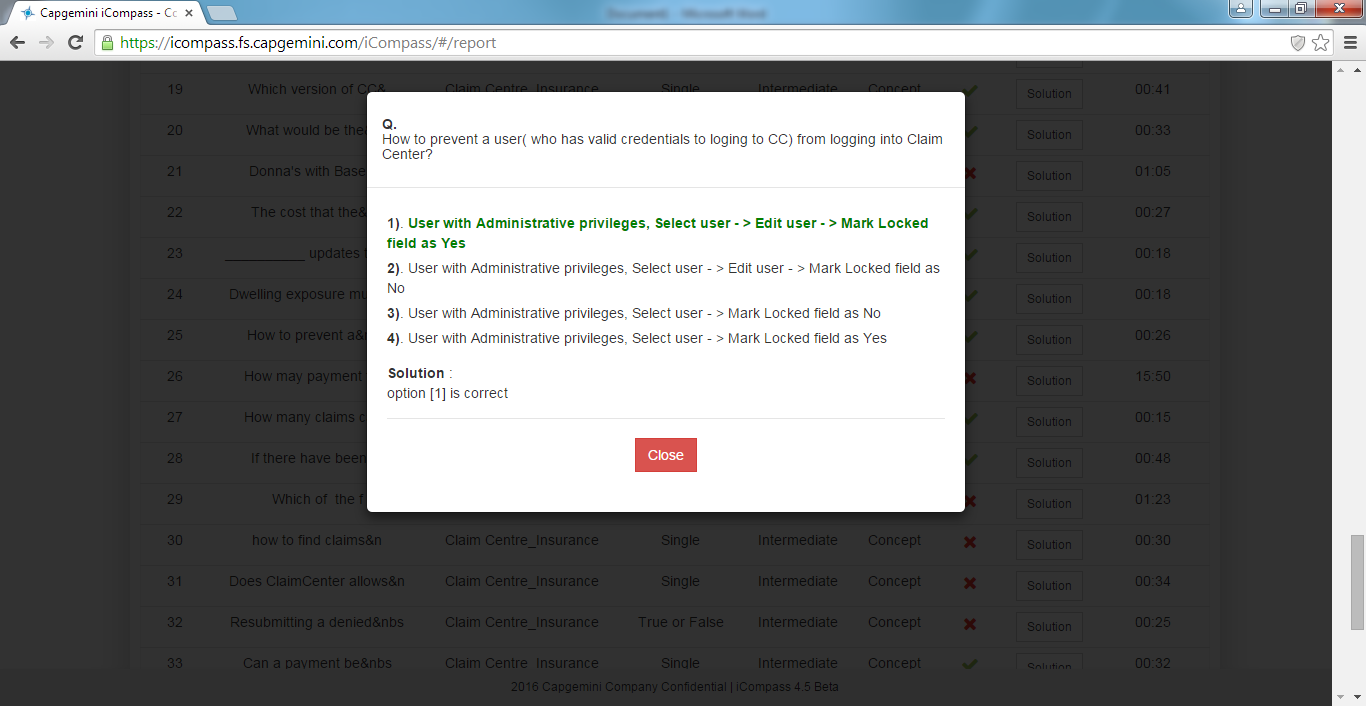 Capgemini iCompass - Cc
Document1 - Microsoft Word
https://icompass.fs.capgemini.com/iCompass/#/report
19 Which version of CC& Claim Centre_Insurance Single Intermediate Concept Solution 00:41
20 What would be the Solution 00:33
21 Donna's with Base Solution 01:05
22 The cost that the& Solution 00:27
23 __________ updates Solution 00:18
24 Dwelling exposure mu Solution 00:18
25 How to prevent a& Solution 00:26
26 How may payment Solution 15:50
27 How many claims c Solution 00:15
28 If there have been Solution 00:48
29 Which of the f Solution 01:23
30 how to find claims&n Claim Centre_Insurance Single Intermediate Concept Solution 00:30
31 Does ClaimCenter allows&n Claim Centre_Insurance Single Intermediate Concept Solution 00:34
32 Resubmitting a denied&nbs Claim Centre_Insurance True or False Intermediate Concept Solution 00:25
33 Can a payment be&nbs Claim Centre_Insurance Single Intermediate Concept Solution 00:32
Q.
How to prevent a user( who has valid credentials to loging to CC) from logging into Claim
Center?
1). User with Administrative privileges, Select user - > Edit user - > Mark Locked
field as Yes
2). User with Administrative privileges, Select user - > Edit user - > Mark Locked field as
No
3). User with Administrative privileges, Select user - > Mark Locked field as No
4). User with Administrative privileges, Select user - > Mark Locked field as Yes
Solution :
option [1] is correct
Close
2016 Capgemini Company Confidential | iCompass 4.5 Beta